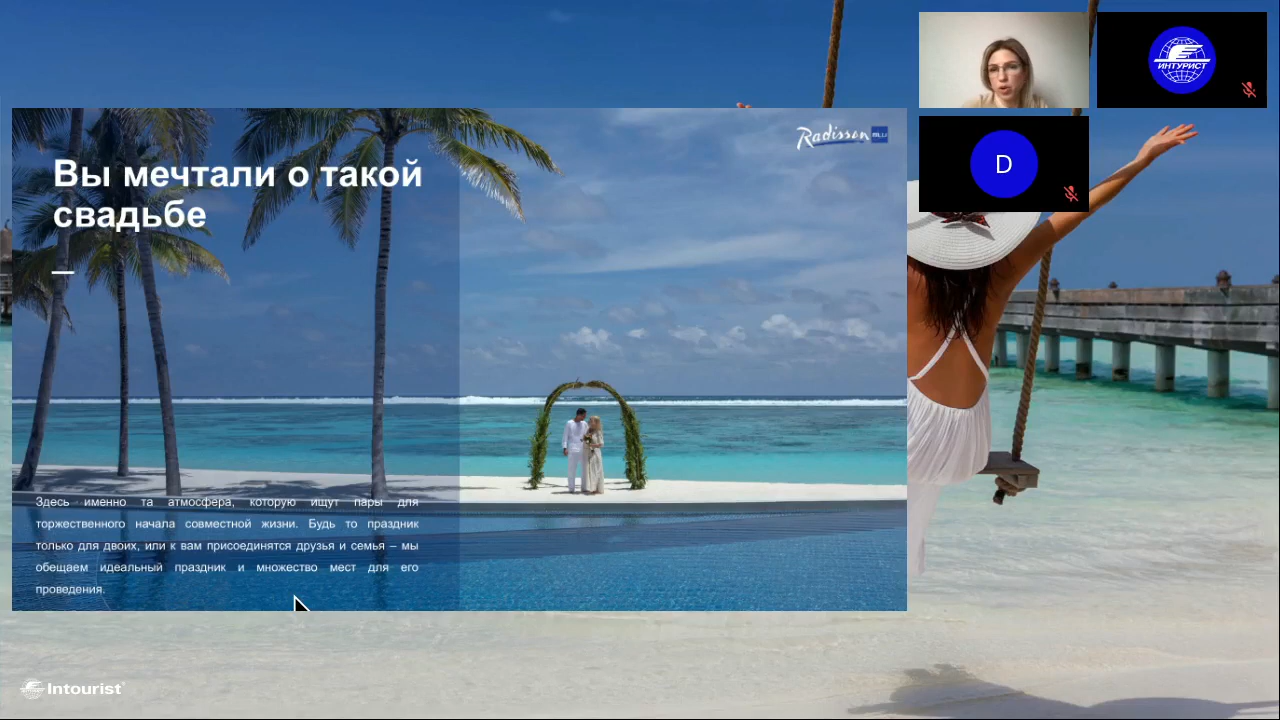 Вы мечтали о такой
свадьбе
Radisson BLU
Здесь именно та атмосфера, которую ищут пары для
торжественного начала совместной жизни. Будь то праздник
только для двоих, или к вам присоединятся друзья и семья – мы
обещаем идеальный праздник и множество мест для его
проведения.
ИНТУРИСТ
D
Intourist